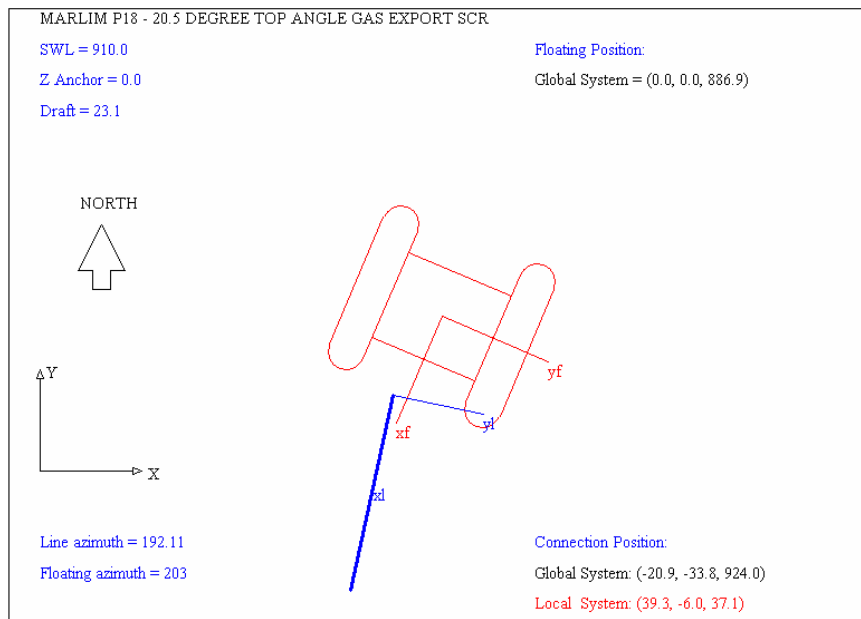 MARLIM P18 - 20.5 DEGREE TOP ANGLE GAS EXPORT SCR
SWL = 910.0
Floating Position:
Z Anchor = 0.0
Global System = (0.0, 0.0, 886.9)
Draft = 23.1
NORTH
Y
yf
xf
yl
X
xl
Line azimuth = 192.11
Connection Position:
Floating azimuth = 203
Global System: (-20.9, -33.8, 924.0)
Local System: (39.3, -6.0, 37.1)